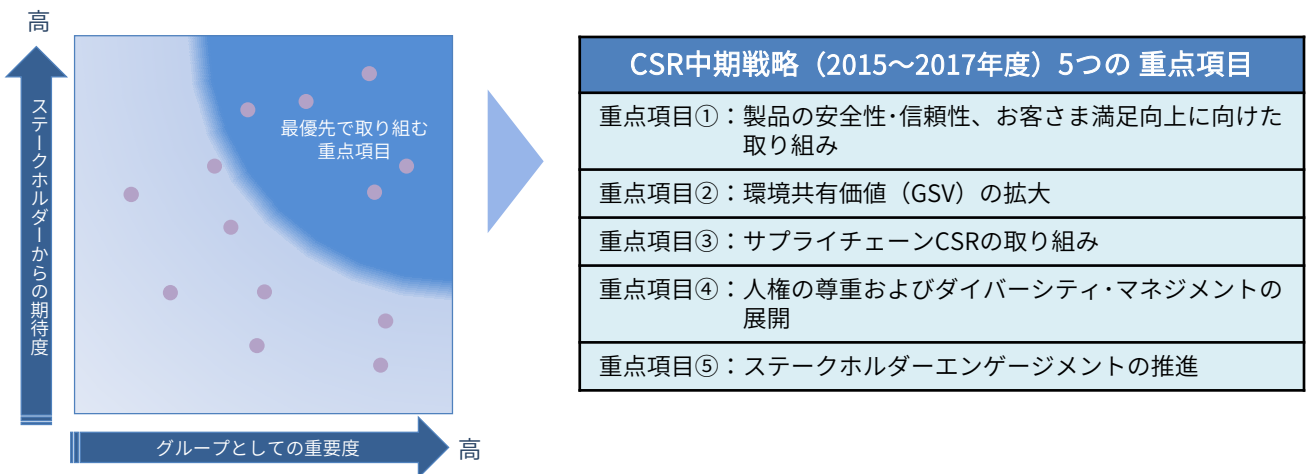 高
ステークホルダーからの期待度
最優先で取り組む
重点項目
グループとしての重要度
高
CSR中期戦略（2015～2017年度）5つの 重点項目
重点項目①：製品の安全性･信頼性、お客さま満足向上に向けた
取り組み
重点項目②：環境共有価値（GSV）の拡大
重点項目③：サプライチェーンCSRの取り組み
重点項目④：人権の尊重およびダイバーシティ･マネジメントの
展開
重点項目⑤：ステークホルダーエンゲージメントの推進